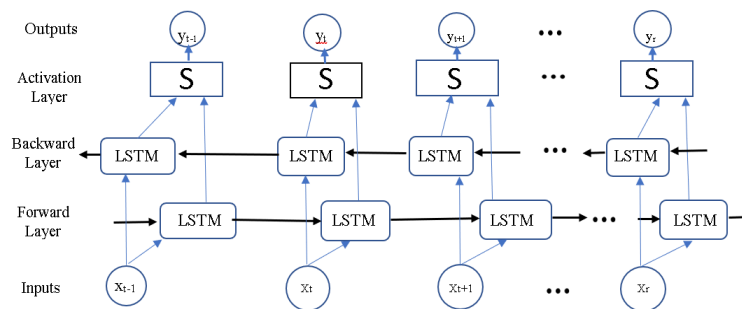 Outputs yt-1 yt yt+1 ... yr
Activation S S S ... S
Layer
Backward LSTM LSTM LSTM ... LSTM
Layer
Forward LSTM LSTM LSTM ... LSTM
Layer
Inputs xt-1 Xt Xt+1 ... Xr